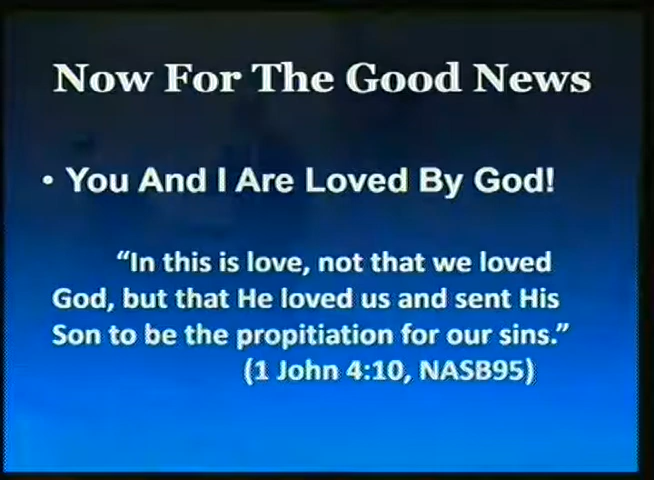 Now For The Good News
• You And I Are Loved By God!
“In this is love, not that we loved
God, but that He loved us and sent His
Son to be the propitiation for our sins.”
(1 John 4:10, NASB95)